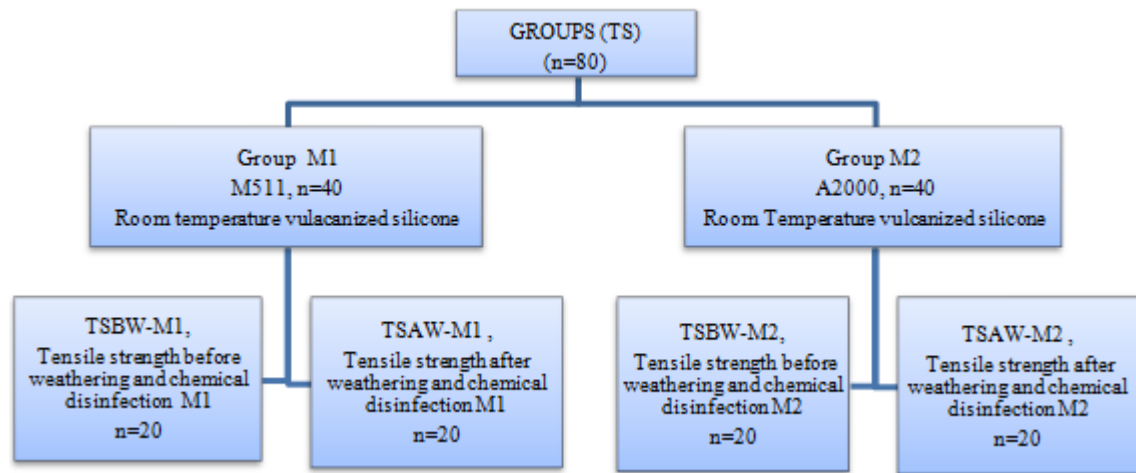 GROUPS (TS)
(n=80)
Group M1
M511, n=40
Room temperature vulacanized silicone
Group M2
A2000, n=40
Room Temperature vulcanized silicone
TSBW-M1,
Tensile strength before
weathering and chemical
disinfection M1
n=20
TSAW-M1 ,
Tensile strength after
weathering and chemical
disinfection M1
n=20
TSBW-M2,
Tensile strength before
weathering and chemical
disinfection M2
n=20
TSAW-M2 ,
Tensile strength after
weathering and chemical
disinfection M2
n=20